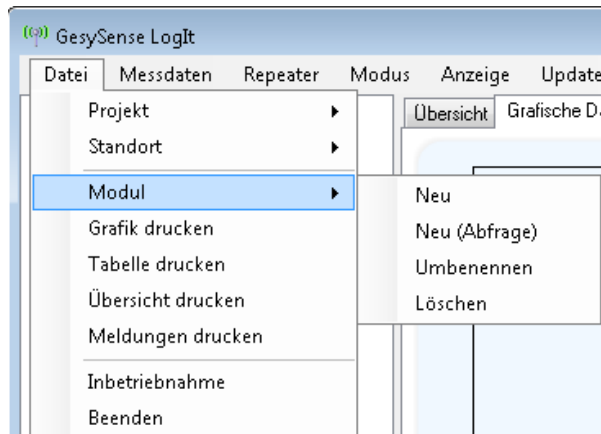 GesySense LogIt
Datei Messdaten Repeater Modus Anzeige Update
Projekt
Standort
Modul
Grafik drucken
Tabelle drucken
Übersicht drucken
Meldungen drucken
Inbetriebnahme
Beenden
Neu
Neu (Abfrage)
Umbenennen
Löschen
Übersicht Grafische